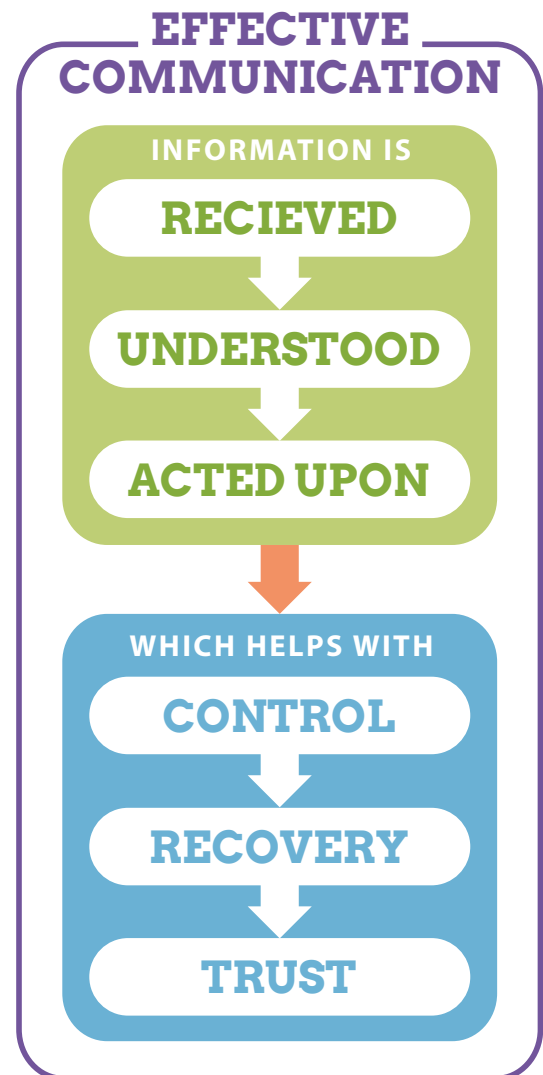 EFFECTIVE
COMMUNICATION
INFORMATION IS
RECIEVED
UNDERSTOOD
ACTED UPON
WHICH HELPS WITH
CONTROL
RECOVERY
TRUST